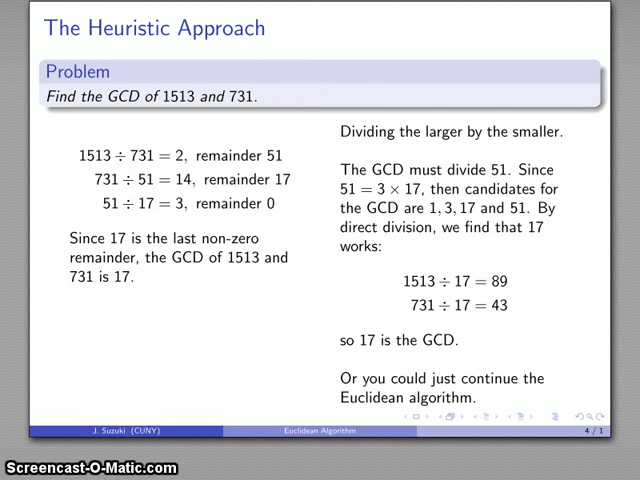 The Heuristic Approach
Problem
Find the GCD of 1513 and 731.
1513 ÷ 731 = 2, remainder 51
731 ÷ 51 = 14, remainder 17
51 ÷ 17 = 3, remainder 0
Since 17 is the last non-zero
remainder, the GCD of 1513 and
731 is 17.
Dividing the larger by the smaller.
The GCD must divide 51. Since
51 = 3 × 17, then candidates for
the GCD are 1, 3, 17 and 51. By
direct division, we find that 17
works:
1513 ÷ 17 = 89
731 ÷ 17 = 43
so 17 is the GCD.
Or you could just continue the
Euclidean algorithm.
J. Suzuki (CUNY)
Euclidean Algorithm
4 / 1
Screencast-O-Matic.com